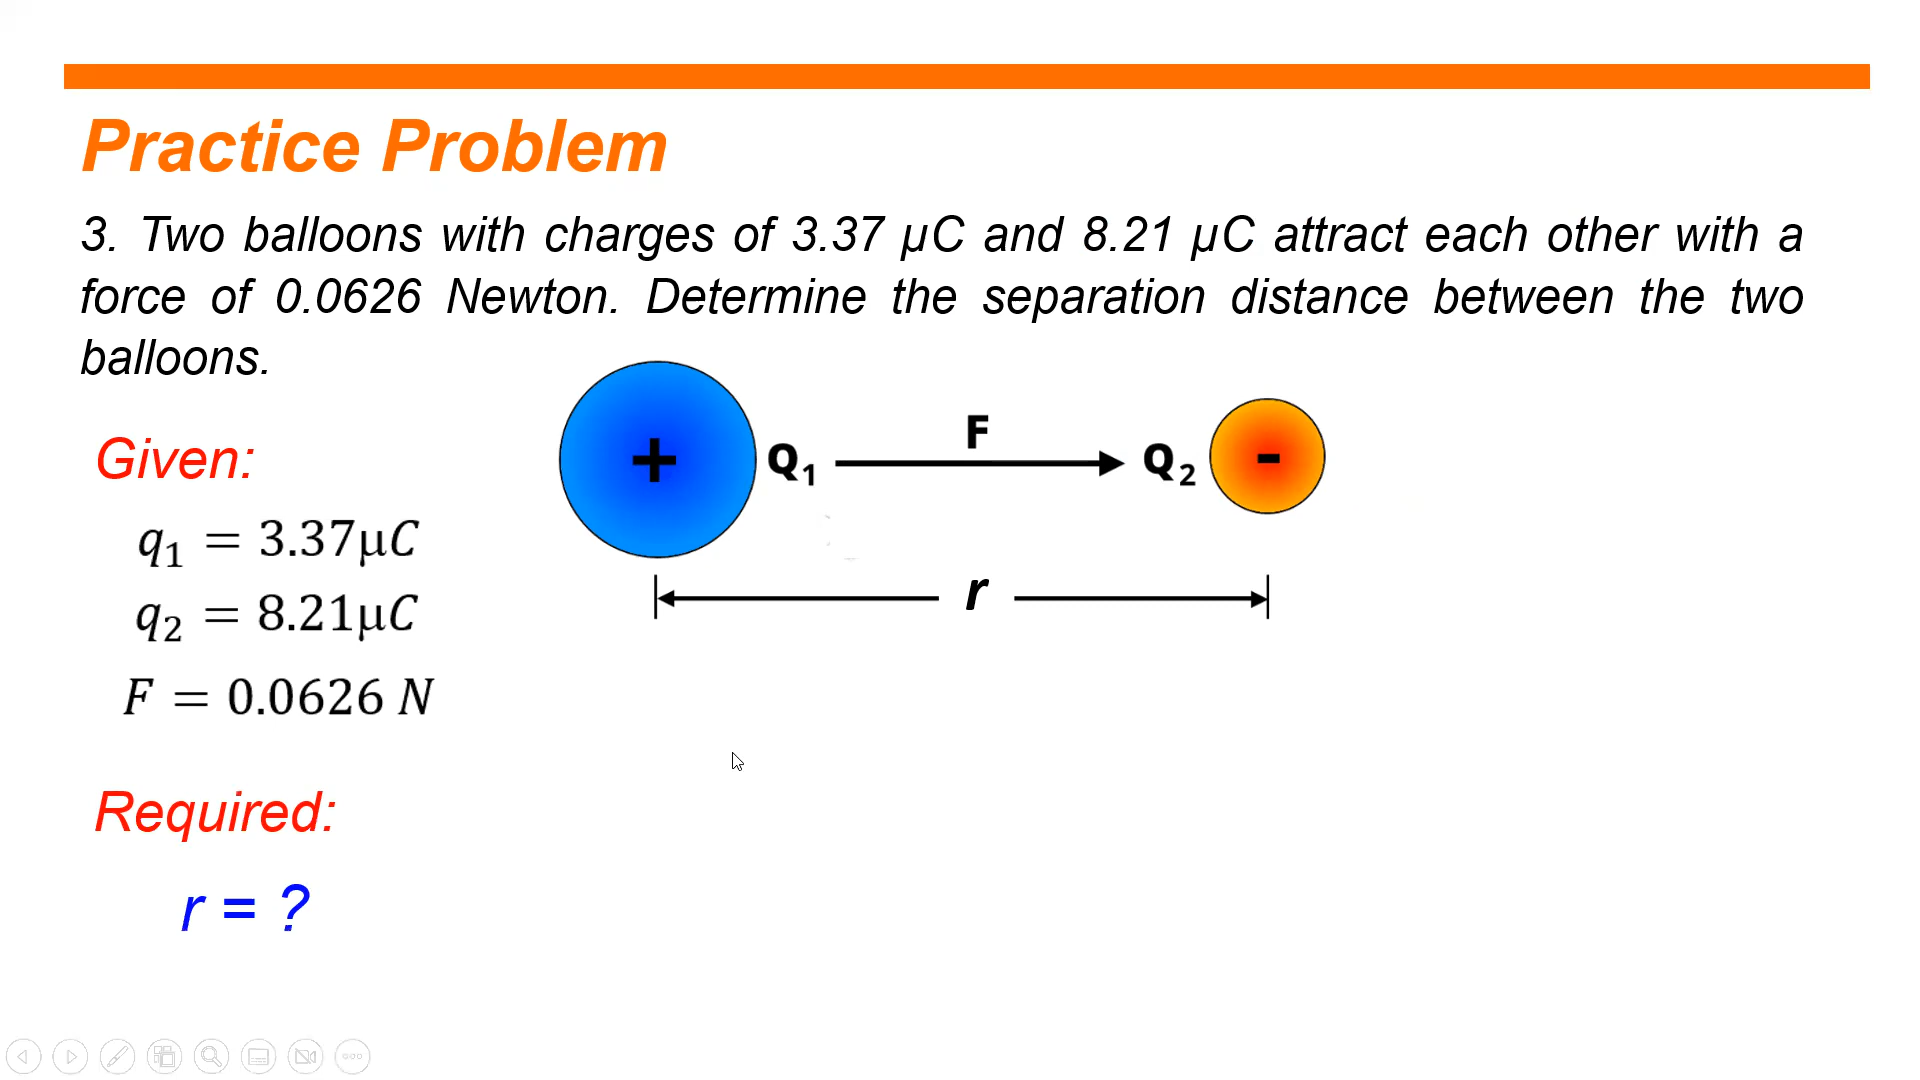 Practice Problem
3. Two balloons with charges of 3.37 µC and 8.21 µC attract each other with a
force of 0.0626 Newton. Determine the separation distance between the two
balloons.
+ Q₁ F Q₂ -
r
Given:
q₁ = 3.37µC
q₂ = 8.21µC
F = 0.0626 N
Required:
r = ?